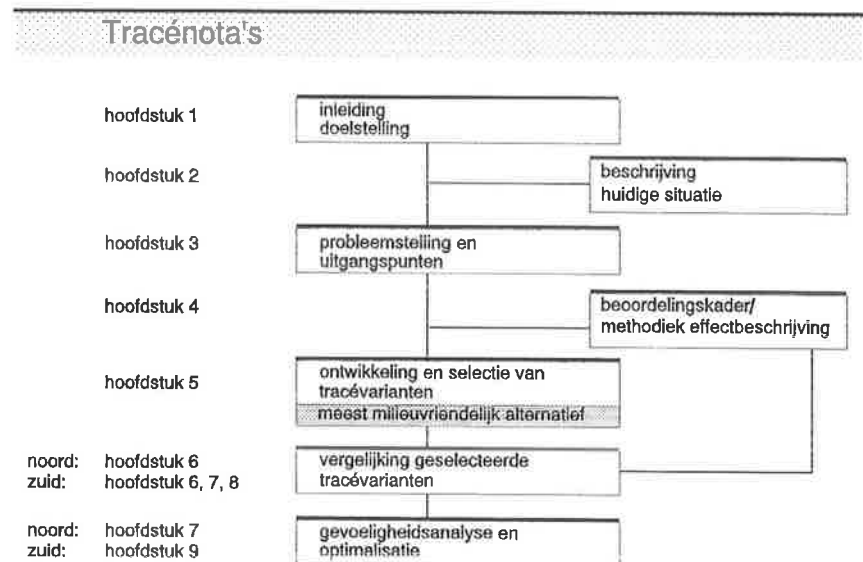 Tracénota's
hoofdstuk 1
inleiding
doelstelling
hoofdstuk 2
beschrijving
huidige situatie
hoofdstuk 3
probleemstelling en
uitgangspunten
hoofdstuk 4
beoordelingskader/
methodiek effectbeschrijving
hoofdstuk 5
ontwikkeling en selectie van
tracévarianten
meest milieuvriendelijk alternatief
noord: hoofdstuk 6
zuid: hoofdstuk 6, 7, 8
vergelijking geselecteerde
tracévarianten
noord: hoofdstuk 7
zuid: hoofdstuk 9
gevoeligheidsanalyse en
optimalisatie